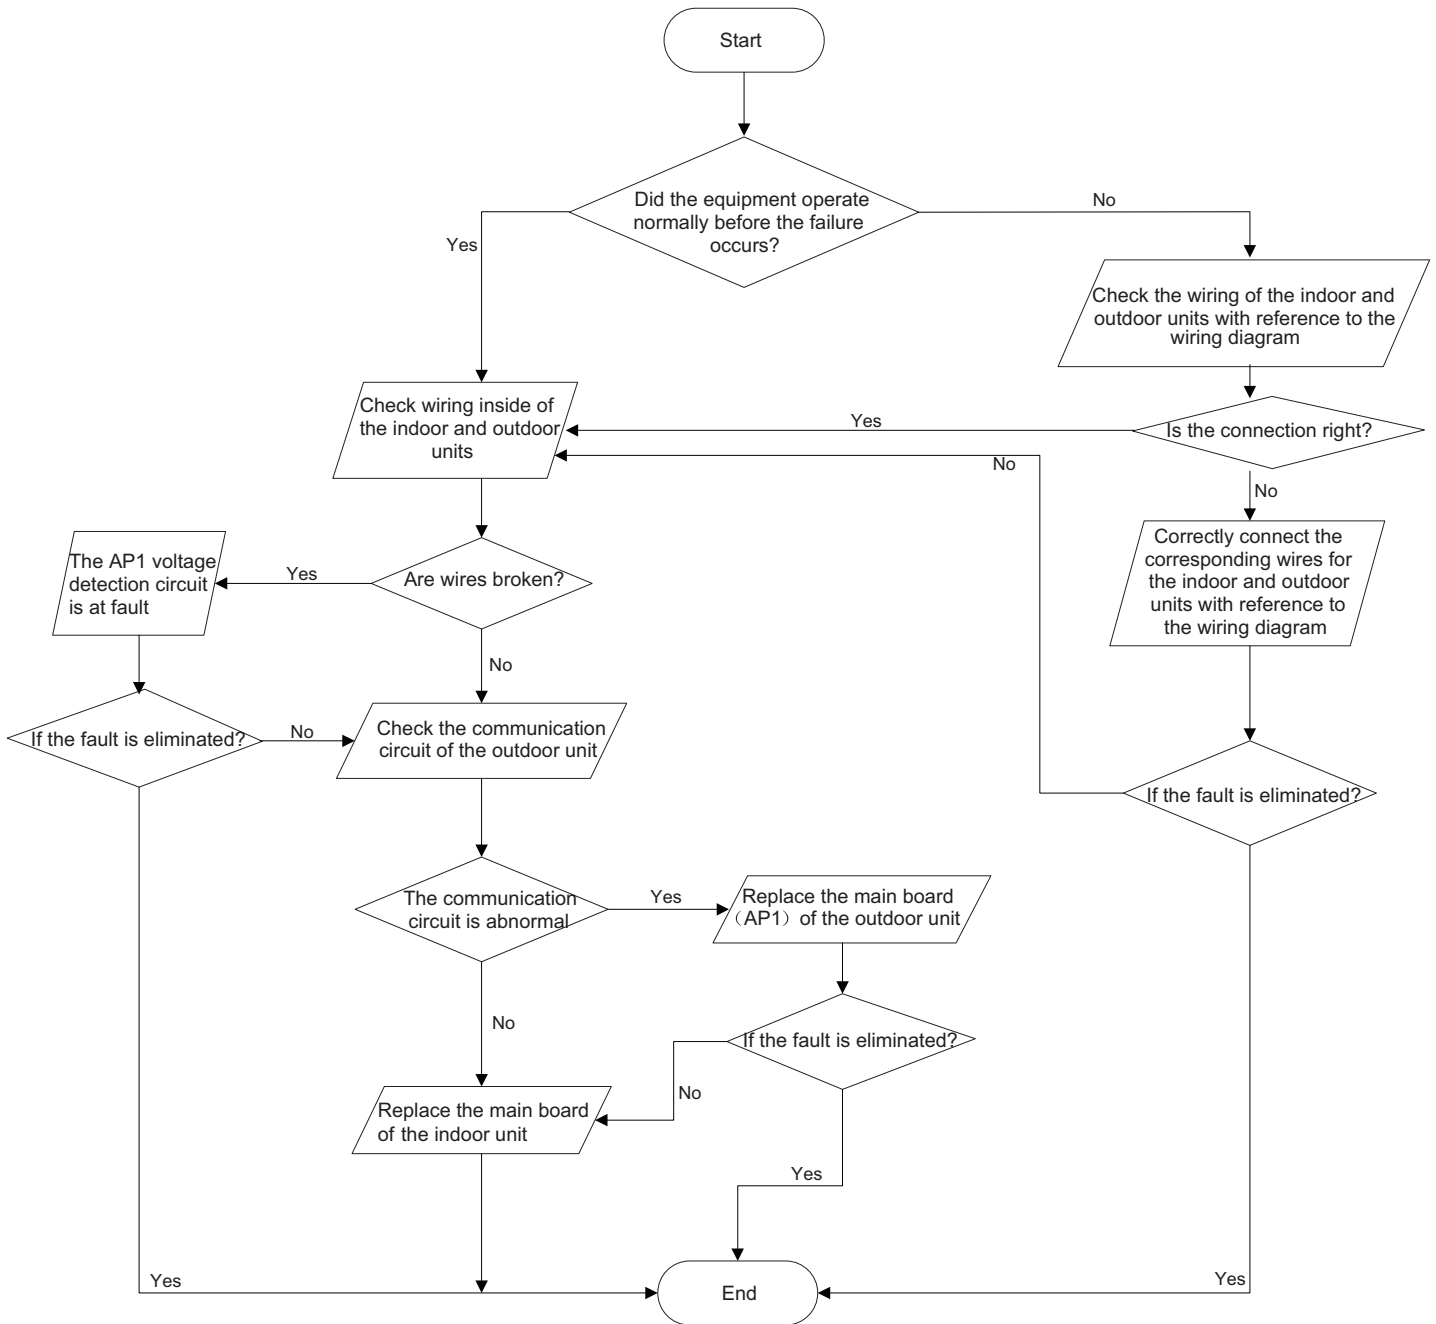 Start
Did the equipment operate
normally before the failure
occurs?
No
Yes
Check the wiring of the indoor and
outdoor units with reference to the
wiring diagram
Check wiring inside of
the indoor and outdoor
units
Yes
Is the connection right?
No
No
Correctly connect the
corresponding wires for
the indoor and outdoor
units with reference to
the wiring diagram
The AP1 voltage
detection circuit
is at fault
Yes
Are wires broken?
No
If the fault is eliminated?
No
Check the communication
circuit of the outdoor unit
If the fault is eliminated?
The communication
circuit is abnormal
Yes
Replace the main board
（AP1）of the outdoor unit
No
If the fault is eliminated?
No
Replace the main board
of the indoor unit
Yes
Yes
End
Yes